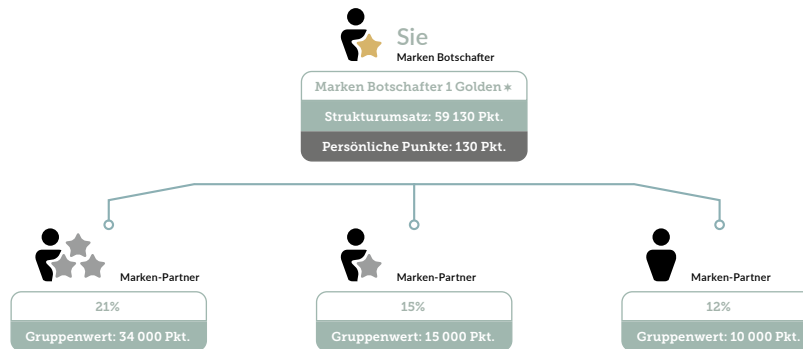 Sie
Marken Botschafter
Marken Botschafter 1 Golden ★
Strukturumsatz: 59 130 Pkt.
Persönliche Punkte: 130 Pkt.
Marken-Partner
21%
Gruppenwert: 34 000 Pkt.
Marken-Partner
15%
Gruppenwert: 15 000 Pkt.
Marken-Partner
12%
Gruppenwert: 10 000 Pkt.